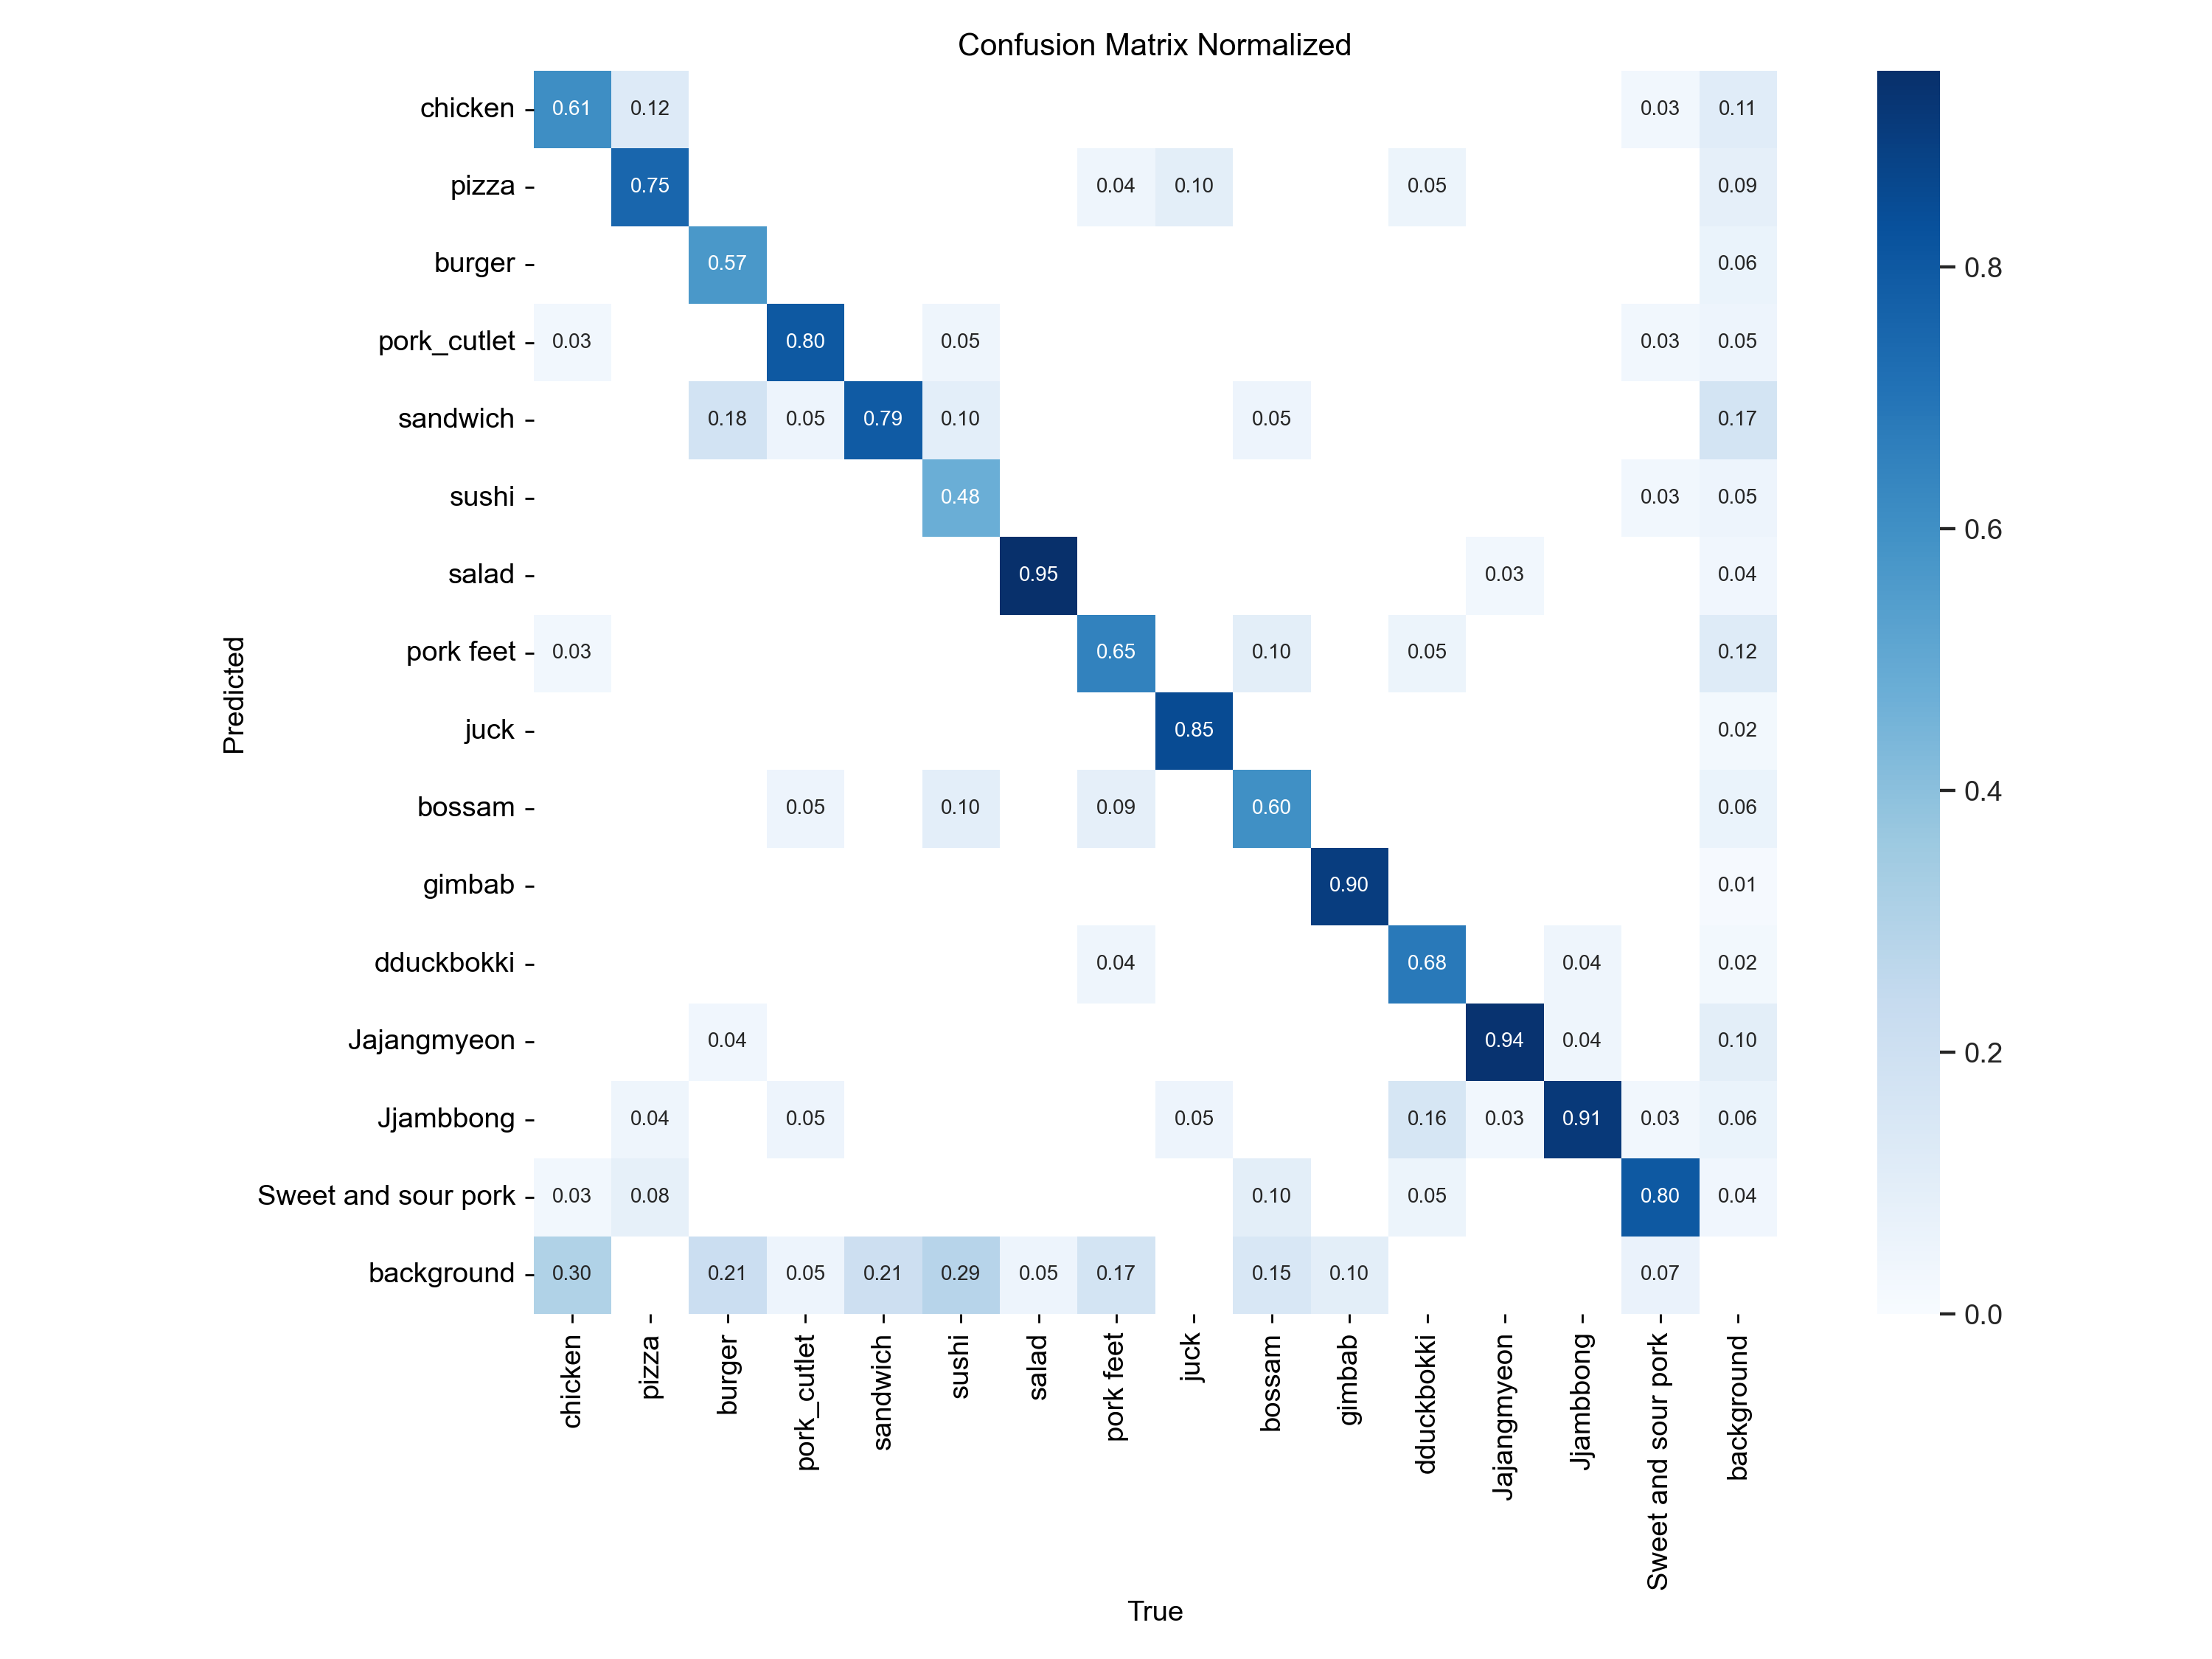 Confusion Matrix Normalized
chicken 0.61 0.12 0.03 0.11
pizza 0.75 0.04 0.10 0.05 0.09
burger 0.57 0.06 0.8
pork_cutlet 0.03 0.80 0.05 0.03 0.05
sandwich 0.18 0.05 0.79 0.10 0.05 0.17
sushi 0.48 0.03 0.05 0.6
salad 0.95 0.03 0.04
pork feet 0.03 0.65 0.10 0.05 0.12
Predicted
juck 0.85 0.02
bossam 0.05 0.10 0.09 0.60 0.06 0.4
gimbab 0.90 0.01
dduckbokki 0.04 0.68 0.04 0.02
Jajangmyeon 0.04 0.94 0.04 0.10 0.2
Jjambbong 0.04 0.05 0.05 0.16 0.03 0.91 0.03 0.06
Sweet and sour pork 0.03 0.08 0.10 0.05 0.80 0.04
background 0.30 0.21 0.05 0.21 0.29 0.05 0.17 0.15 0.10 0.07
0.0
chicken pizza burger pork_cutlet sandwich sushi salad pork feet juck bossam gimbab dduckbokki Jajangmyeon Jjambbong Sweet and sour pork background
True